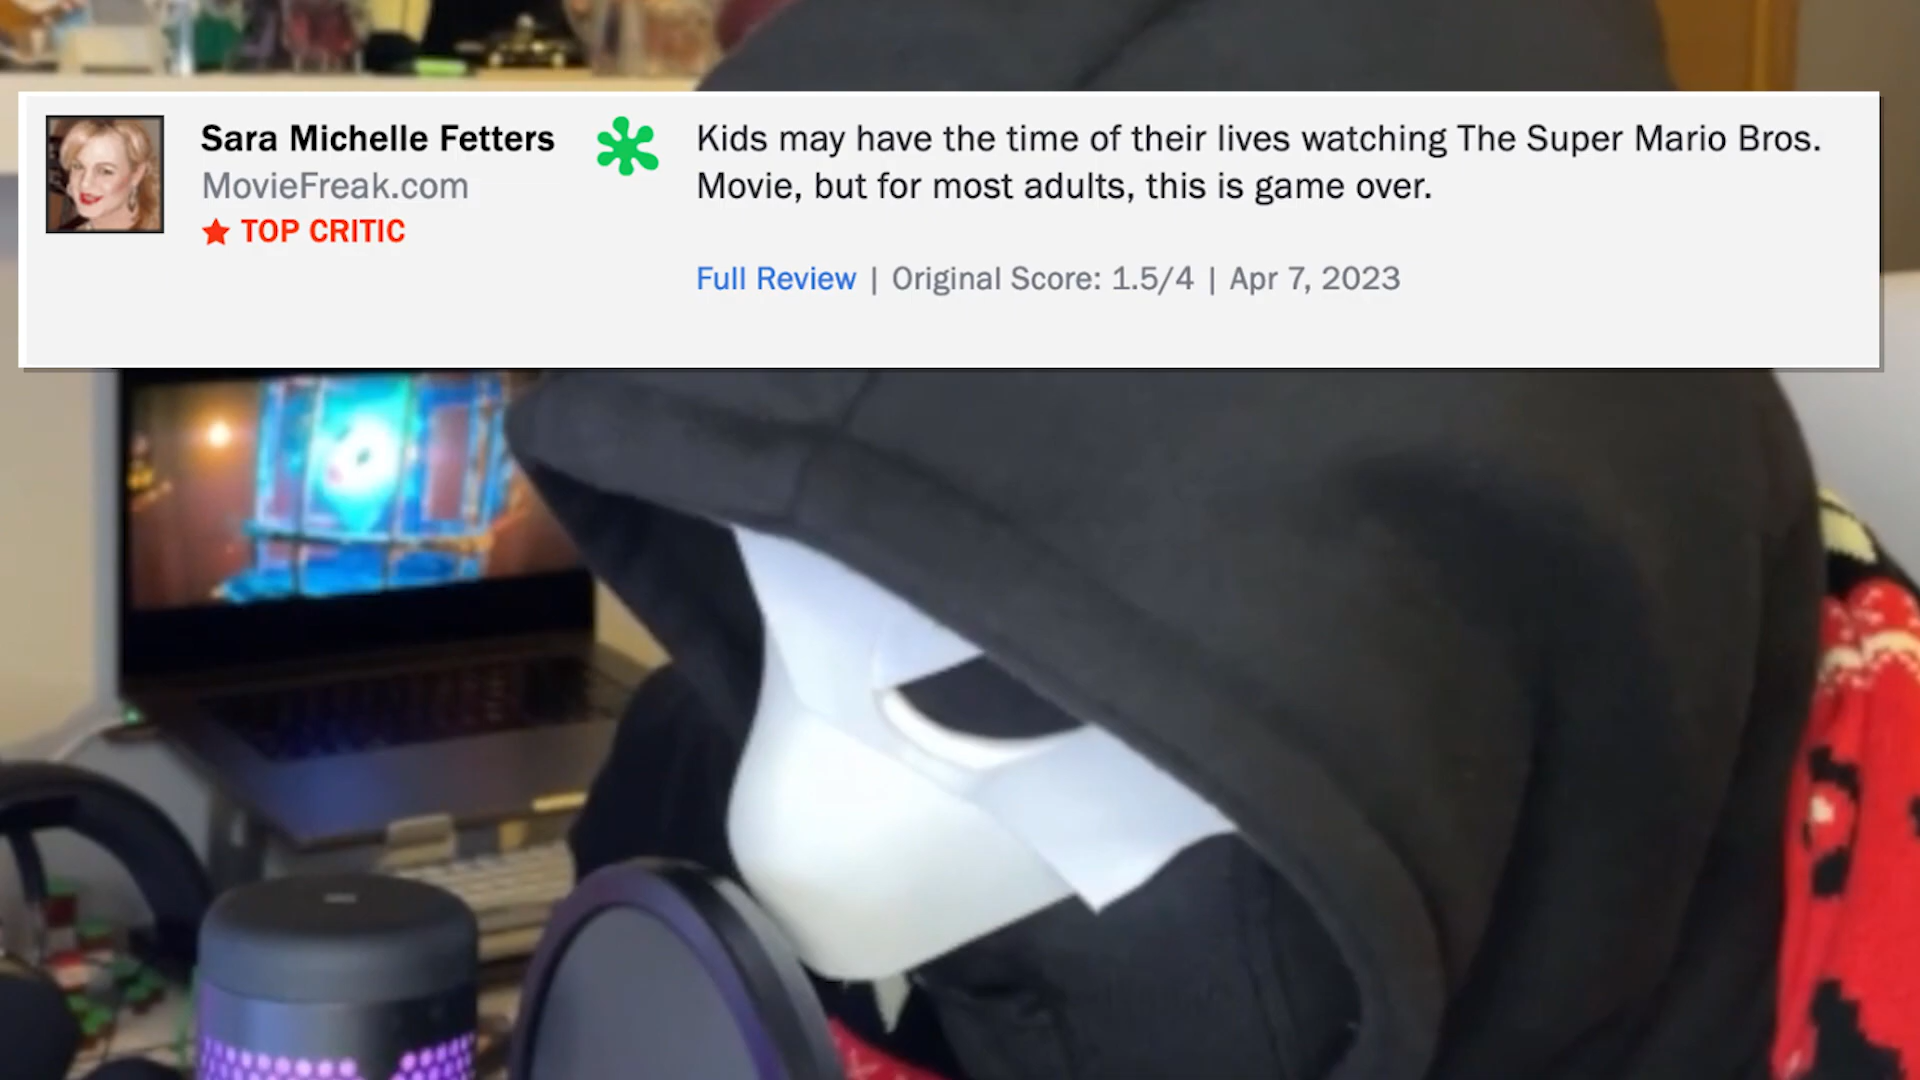 Sara Michelle Fetters
MovieFreak.com
TOP CRITIC
Kids may have the time of their lives watching The Super Mario Bros.
Movie, but for most adults, this is game over.
Full Review | Original Score: 1.5/4 | Apr 7, 2023